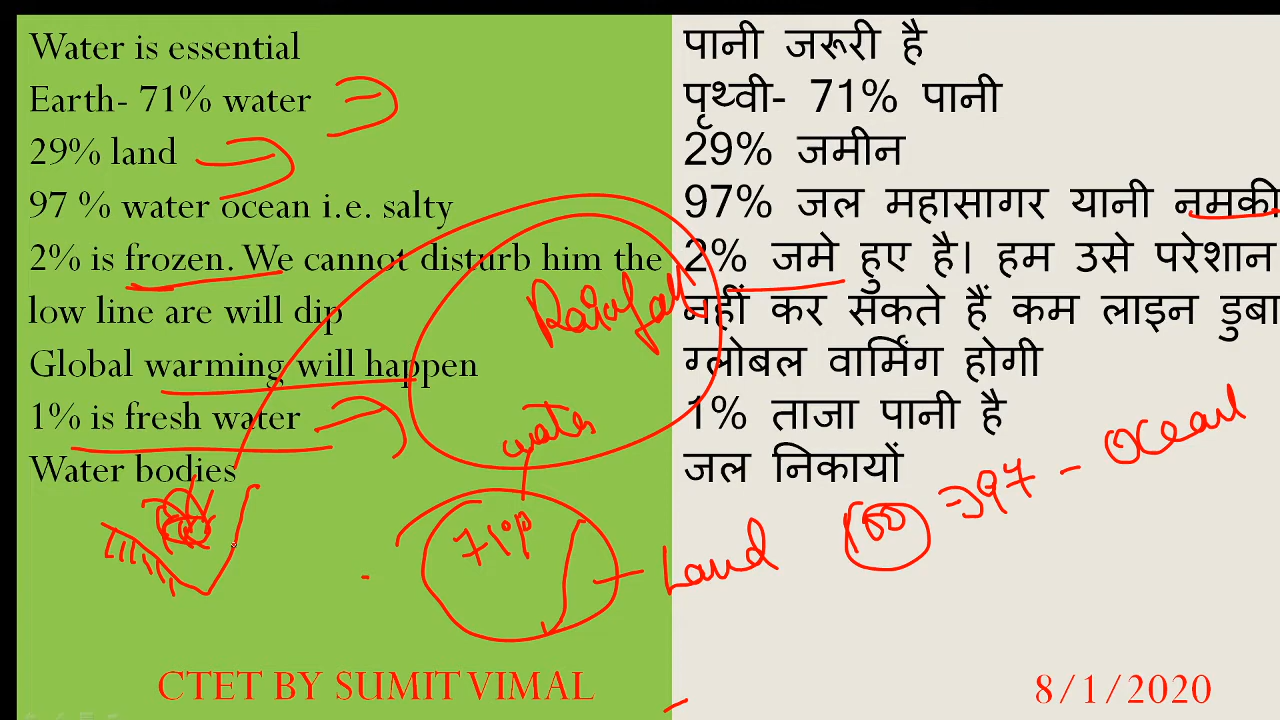 Water is essential
Earth- 71% water
29% land
97 % water ocean i.e. salty
2% is frozen. We cannot disturb him the
low line are will dip
Global warming will happen
1% is fresh water
Water bodies
पानी जरूरी है
पृथ्वी- 71% पानी
29% जमीन
97% जल महासागर यानी नमकी
2% जमे हुए है। हम उसे परेशान
नहीं कर सकते हैं कम लाइन डुबा
ग्लोबल वार्मिंग होगी
1% ताजा पानी है
जल निकायों
Rainfall
water
Land
100 => 97 - Ocean
CTET BY SUMIT VIMAL
8/1/2020